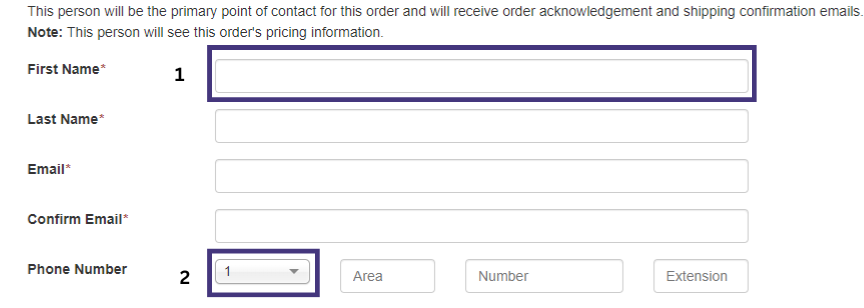 This person will be the primary point of contact for this order and will receive order acknowledgement and shipping confirmation emails.
Note: This person will see this order's pricing information.
First Name* 1
Last Name*
Email*
Confirm Email*
Phone Number 2 1 Area Number Extension